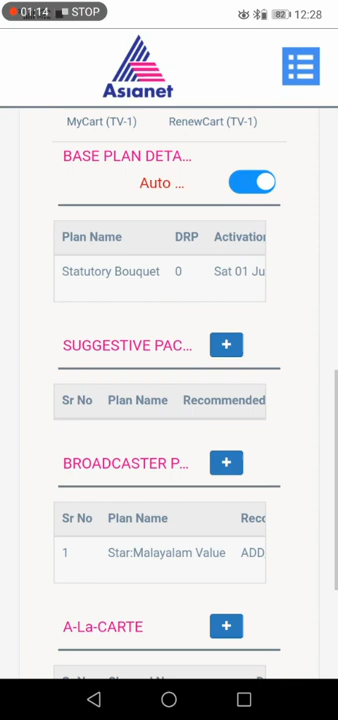 01:14 STOP
82 12:28
Asianet
MyCart (TV-1) RenewCart (TV-1)
BASE PLAN DETA...
Auto ...
Plan Name DRP Activation
Statutory Bouquet 0 Sat 01 Ju
SUGGESTIVE PAC...
Sr No Plan Name Recommended
BROADCASTER P...
Sr No Plan Name Reco
1 Star:Malayalam Value ADD
A-La-CARTE